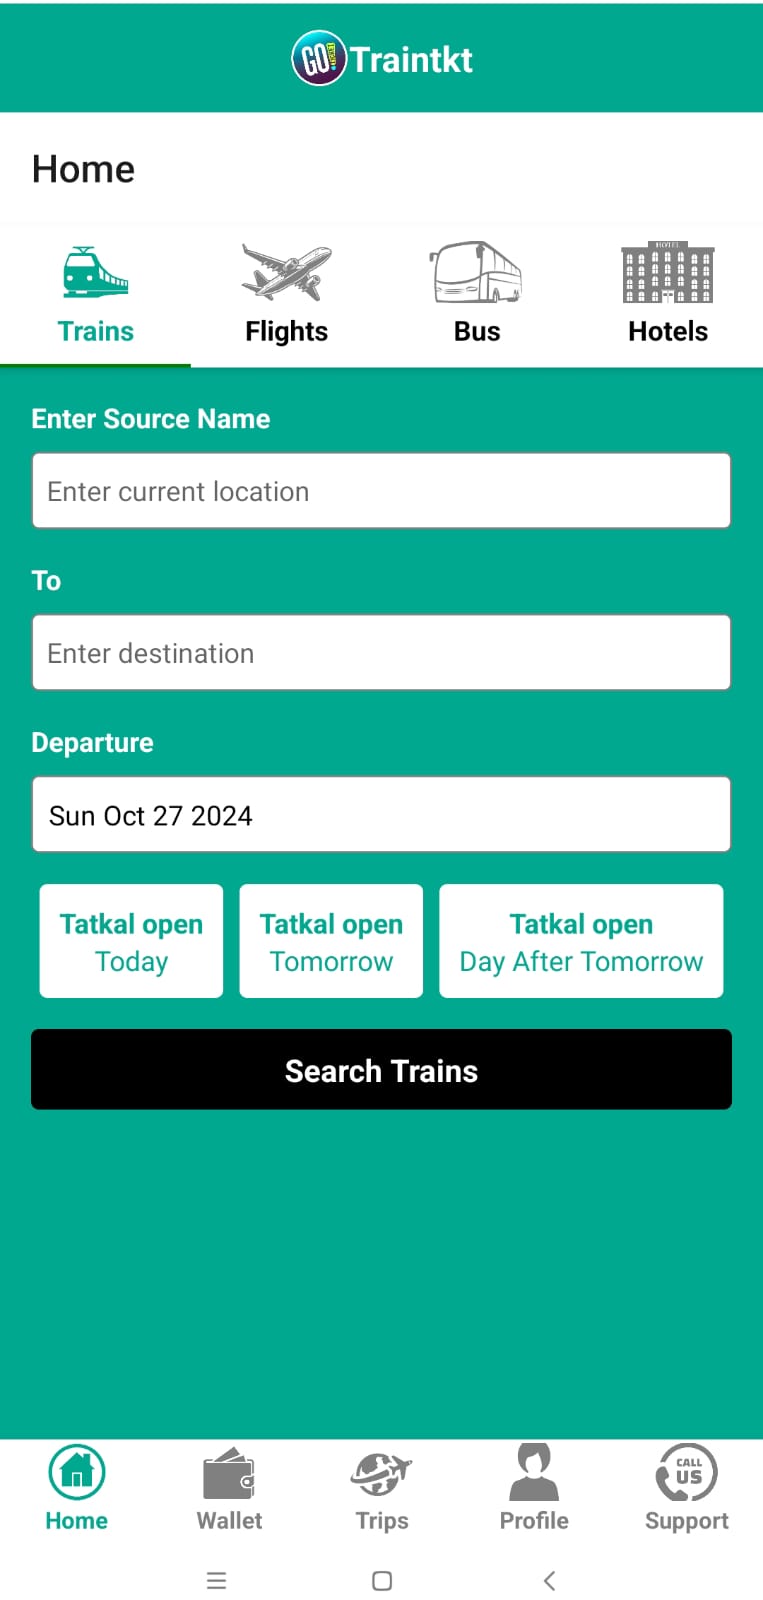 GO! TICKET Traintkt
Home
Trains Flights Bus Hotels
HOTEL
Enter Source Name
Enter current location
To
Enter destination
Departure
Sun Oct 27 2024
Tatkal open Tatkal open Tatkal open
Today Tomorrow Day After Tomorrow
Search Trains
CALL
US
Home Wallet Trips Profile Support